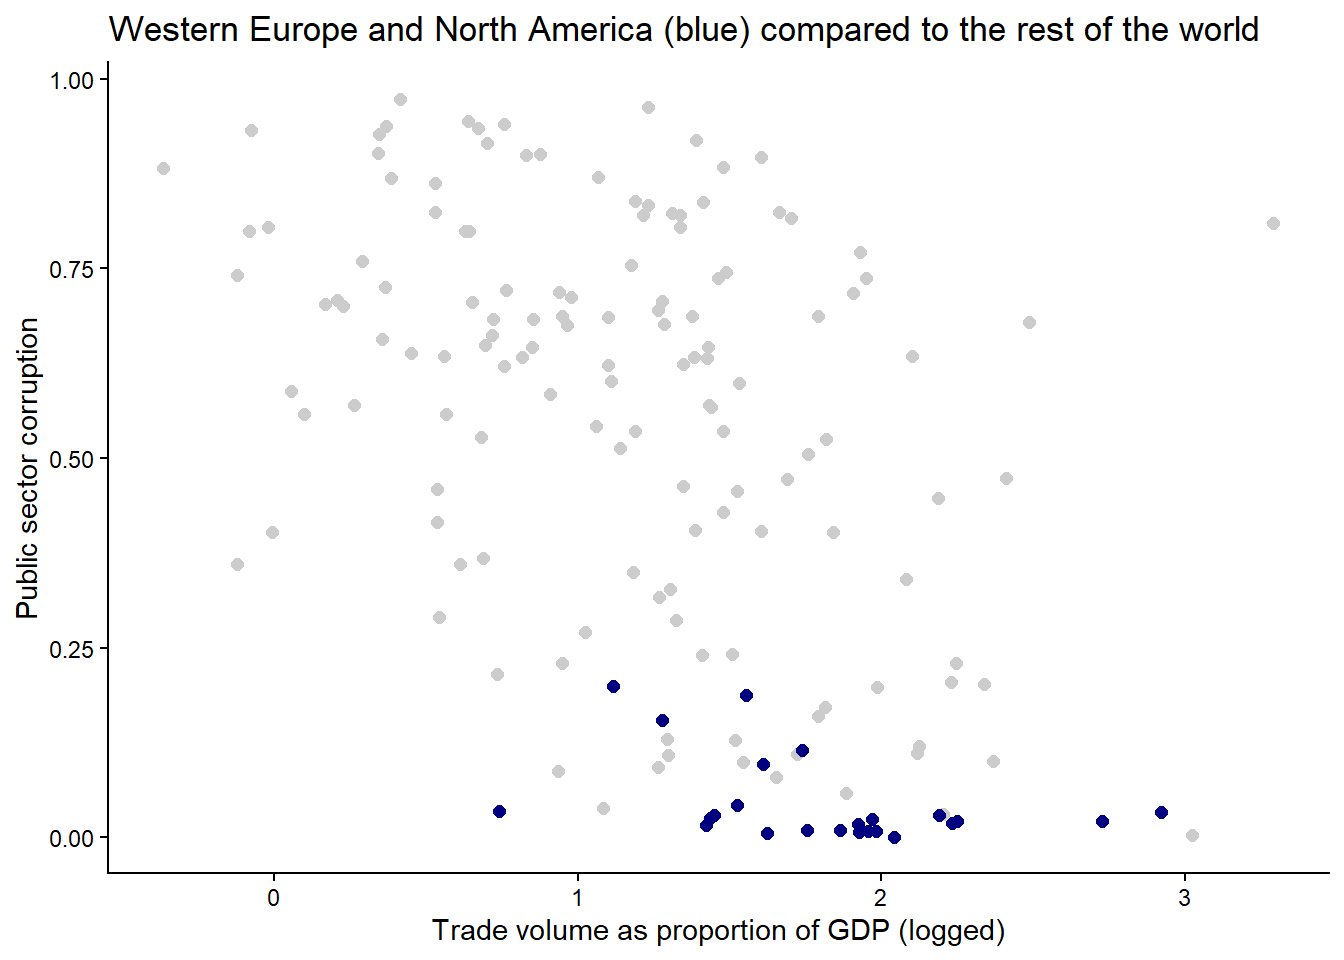 Western Europe and North America (blue) compared to the rest of the world
1.00
0.75
0.50
0.25
0.00
Public sector corruption
0 1 2 3
Trade volume as proportion of GDP (logged)